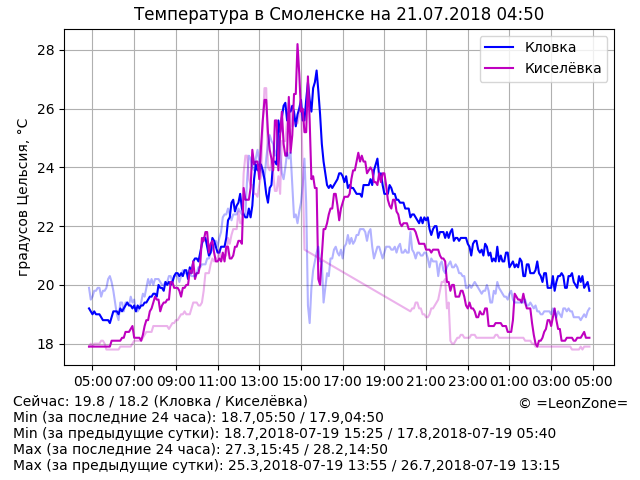 Температура в Смоленске на 21.07.2018 04:50
градусов Цельсия, °C
28
26
24
22
20
18
Кловка
Киселёвка
05:00 07:00 09:00 11:00 13:00 15:00 17:00 19:00 21:00 23:00 01:00 03:00 05:00
Сейчас: 19.8 / 18.2 (Кловка / Киселёвка)
© =LeonZone=
Min (за последние 24 часа): 18.7,05:50 / 17.9,04:50
Min (за предыдущие сутки): 18.7,2018-07-19 15:25 / 17.8,2018-07-19 05:40
Max (за последние 24 часа): 27.3,15:45 / 28.2,14:50
Max (за предыдущие сутки): 25.3,2018-07-19 13:55 / 26.7,2018-07-19 13:15